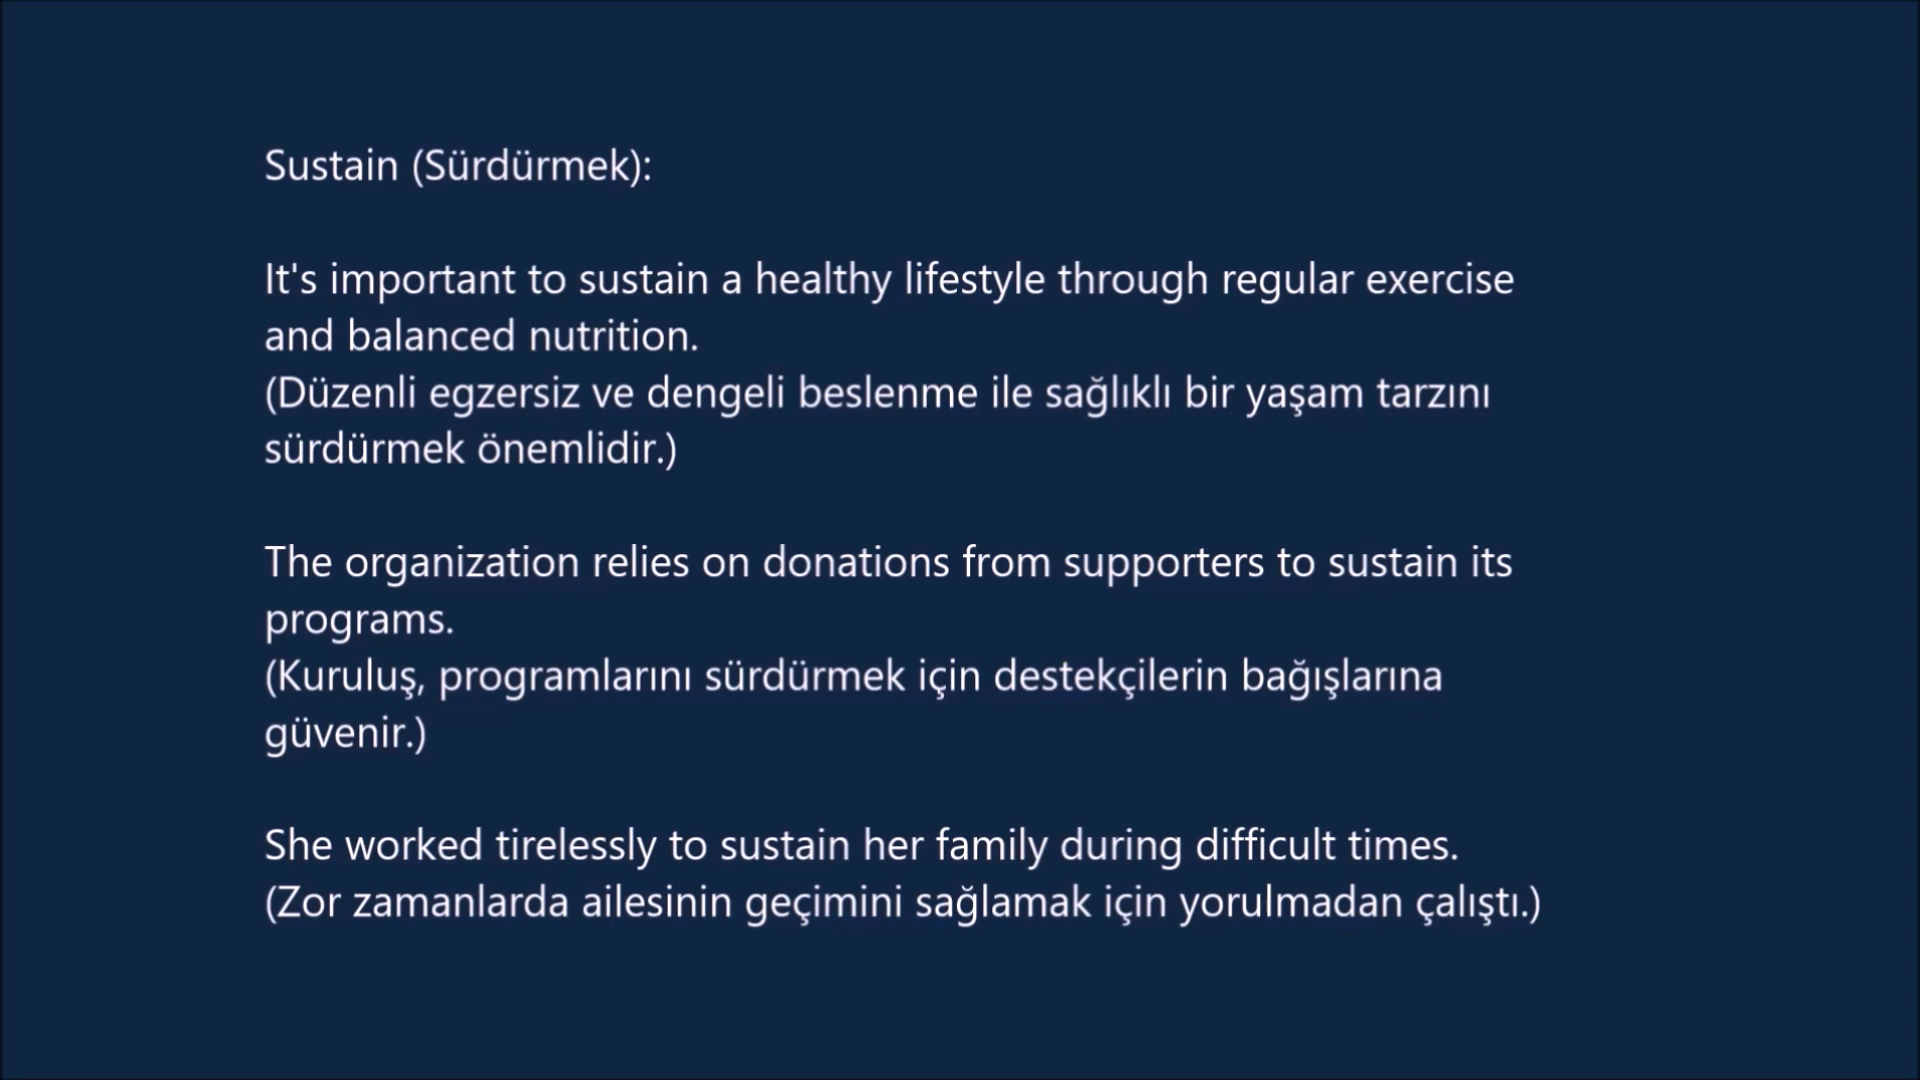 Sustain (Sürdürmek):
It's important to sustain a healthy lifestyle through regular exercise
and balanced nutrition.
(Düzenli egzersiz ve dengeli beslenme ile sağlıklı bir yaşam tarzını
sürdürmek önemlidir.)
The organization relies on donations from supporters to sustain its
programs.
(Kuruluş, programlarını sürdürmek için destekçilerin bağışlarına
güvenir.)
She worked tirelessly to sustain her family during difficult times.
(Zor zamanlarda ailesinin geçimini sağlamak için yorulmadan çalıştı.)